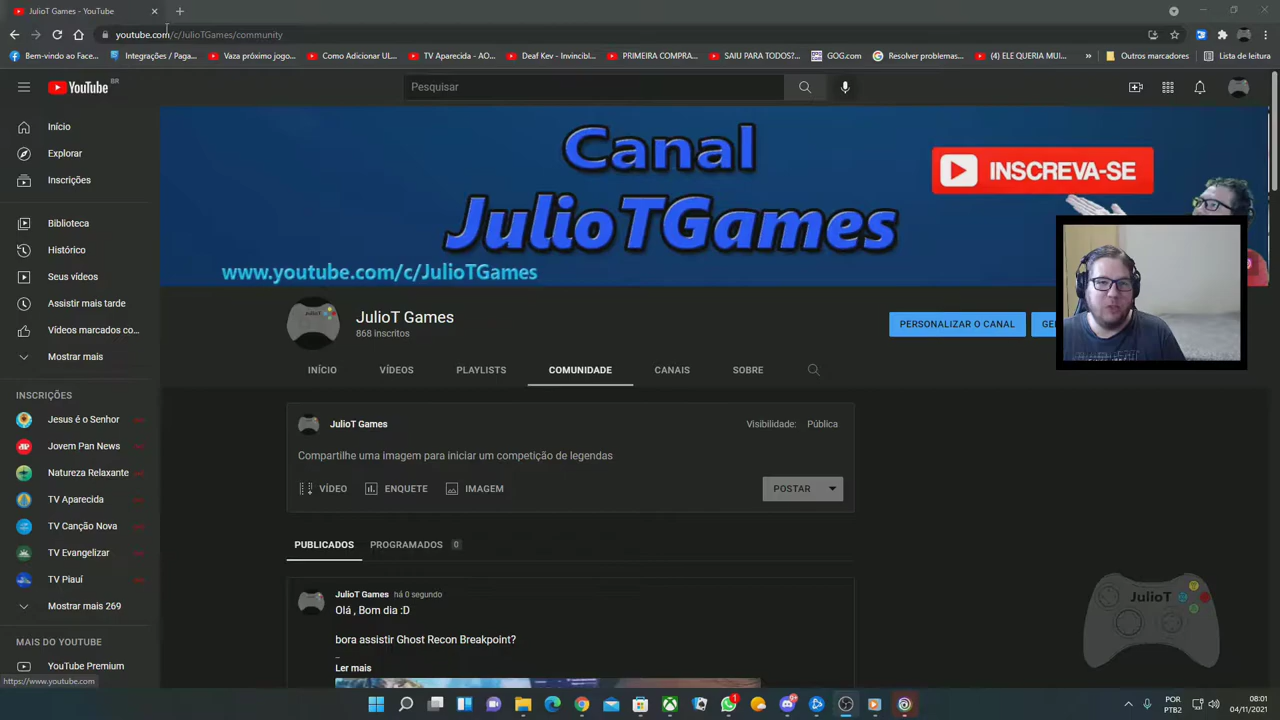 JulioT Games - YouTube
youtube.com/c/JulioTGames/community
Bem-vindo ao Face...
Integrações / Paga...
Vaza próximo jogo...
Como Adicionar UL...
TV Aparecida - AO...
Deaf Kev - Invincibl...
PRIMEIRA COMPRA...
SAIU PARA TODOS?...
GOG.com
Resolver problemas...
(4) ELE QUERIA MUI...
»
Outros marcadores
Lista de leitura
YouTube BR
Pesquisar
Início
Explorar
Inscrições
Biblioteca
Histórico
Seus vídeos
Assistir mais tarde
Vídeos marcados co...
Mostrar mais
INSCRIÇÕES
Jesus é o Senhor
Jovem Pan News
Natureza Relaxante
TV Aparecida
TV Canção Nova
TV Evangelizar
TV Piauí
Mostrar mais 269
MAIS DO YOUTUBE
YouTube Premium
https://www.youtube.com
Canal
JulioTGames
www.youtube.com/c/JulioTGames
INSCREVA-SE
JulioT Games
868 inscritos
PERSONALIZAR O CANAL
GE
INÍCIO
VÍDEOS
PLAYLISTS
COMUNIDADE
CANAIS
SOBRE
JulioT Games
Visibilidade: Pública
Compartilhe uma imagem para iniciar um competição de legendas
VÍDEO
ENQUETE
IMAGEM
POSTAR
PUBLICADOS
PROGRAMADOS 0
JulioT Games há 0 segundo
Olá , Bom dia :D
bora assistir Ghost Recon Breakpoint?
_
Ler mais
JulioT
POR
PTB2
08:01
04/11/2021